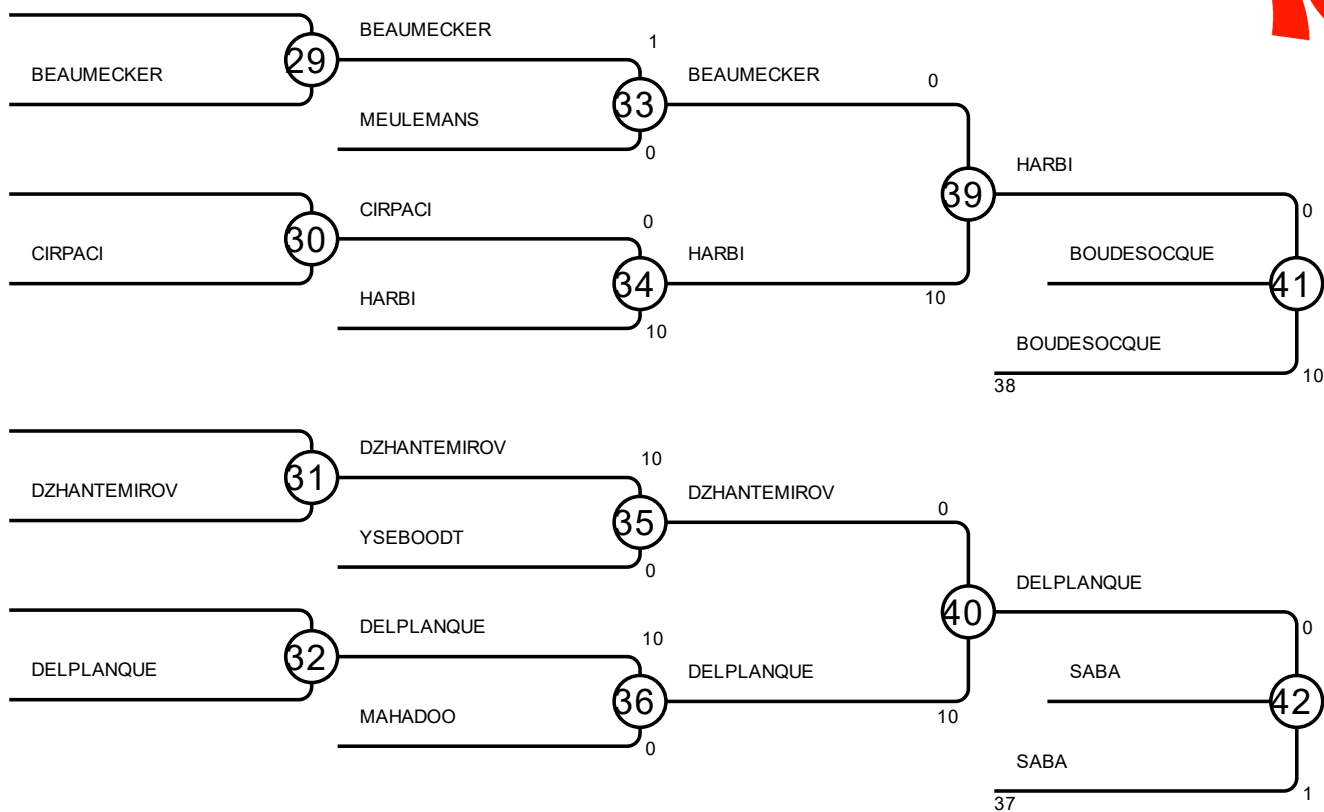 BEAUMECKER
1
BEAUMECKER
0
BEAUMECKER
29
33
MEULEMANS
0
HARBI
39
0
CIRPACI
0
CIRPACI
30
HARBI
BOUDESOCQUE
34
41
HARBI
10
10
BOUDESOCQUE
38
10
DZHANTEMIROV
10
DZHANTEMIROV
31
DZHANTEMIROV
0
35
YSEBOODT
0
DELPLANQUE
40
0
DELPLANQUE
10
DELPLANQUE
32
DELPLANQUE
SABA
36
42
MAHADOO
10
0
SABA
37
1